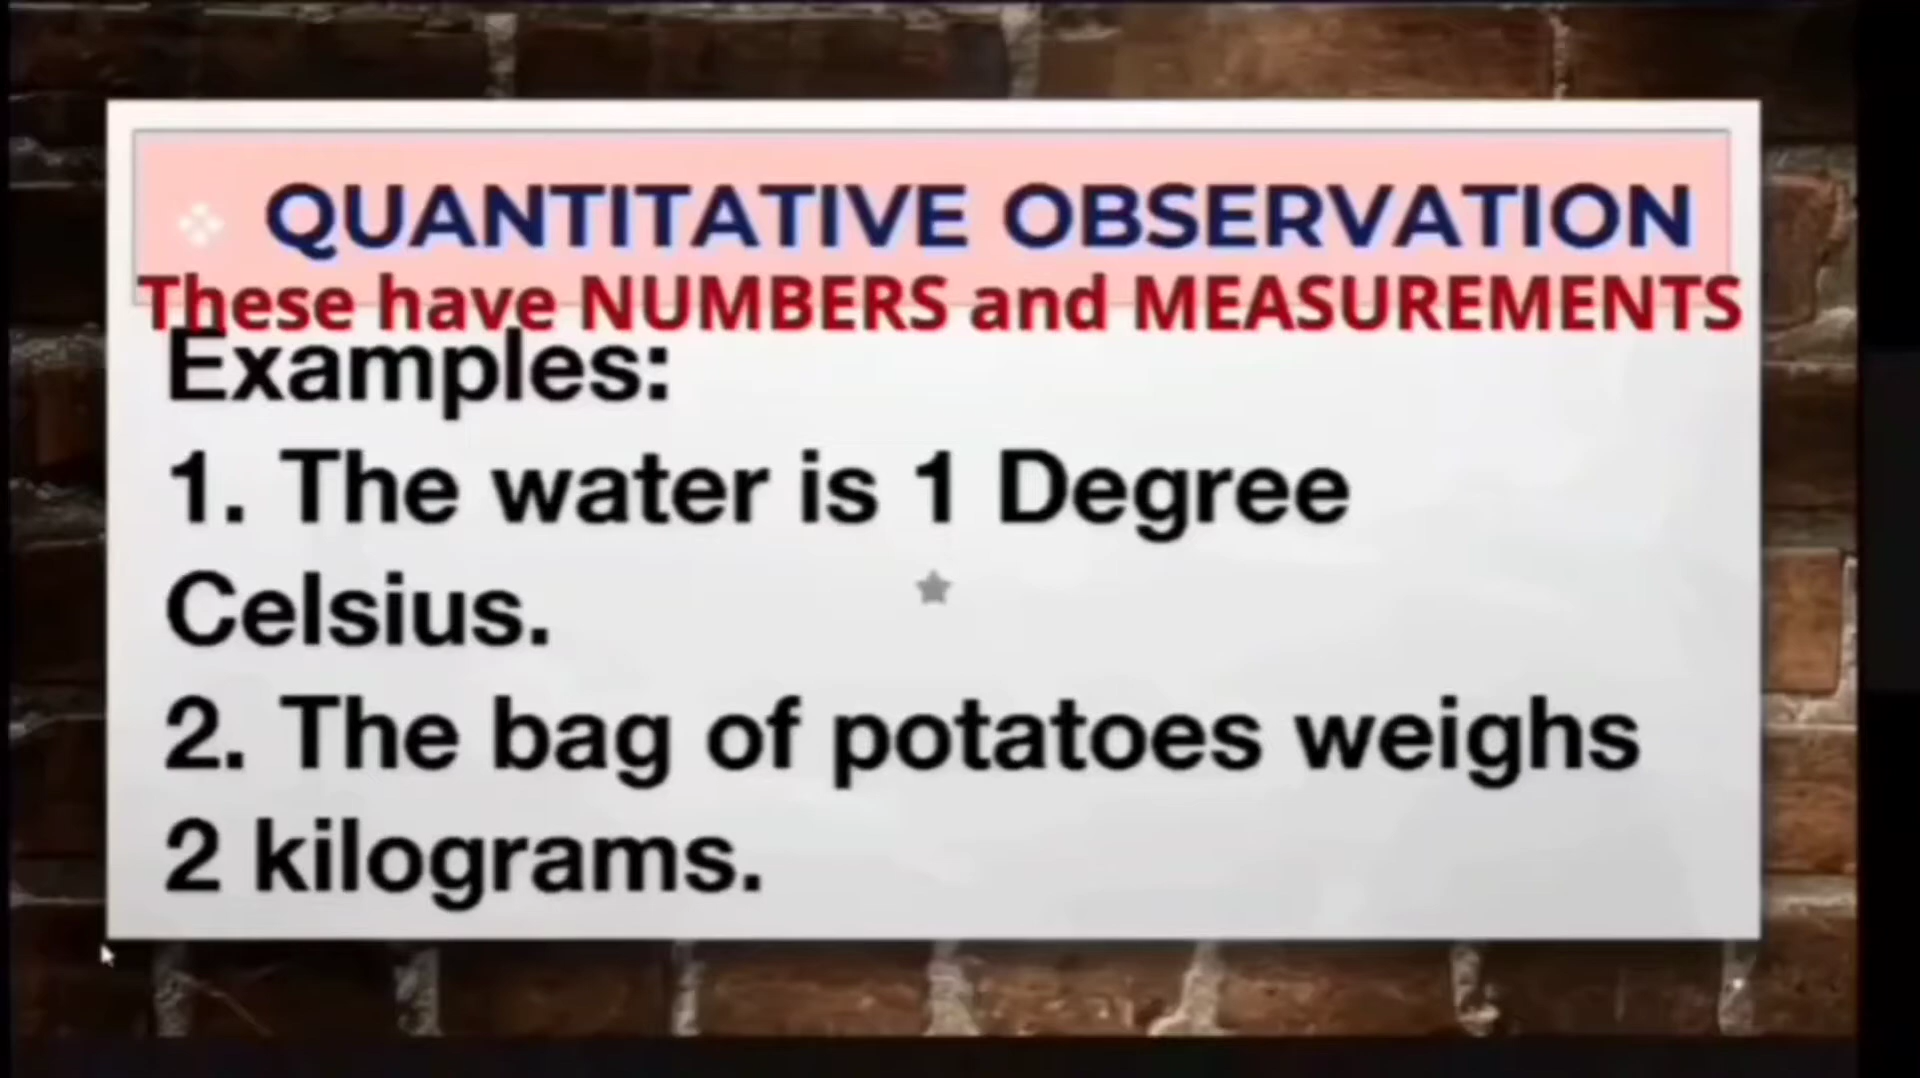 QUANTITATIVE OBSERVATION
These have NUMBERS and MEASUREMENTS
Examples:
1. The water is 1 Degree
Celsius.
2. The bag of potatoes weighs
2 kilograms.